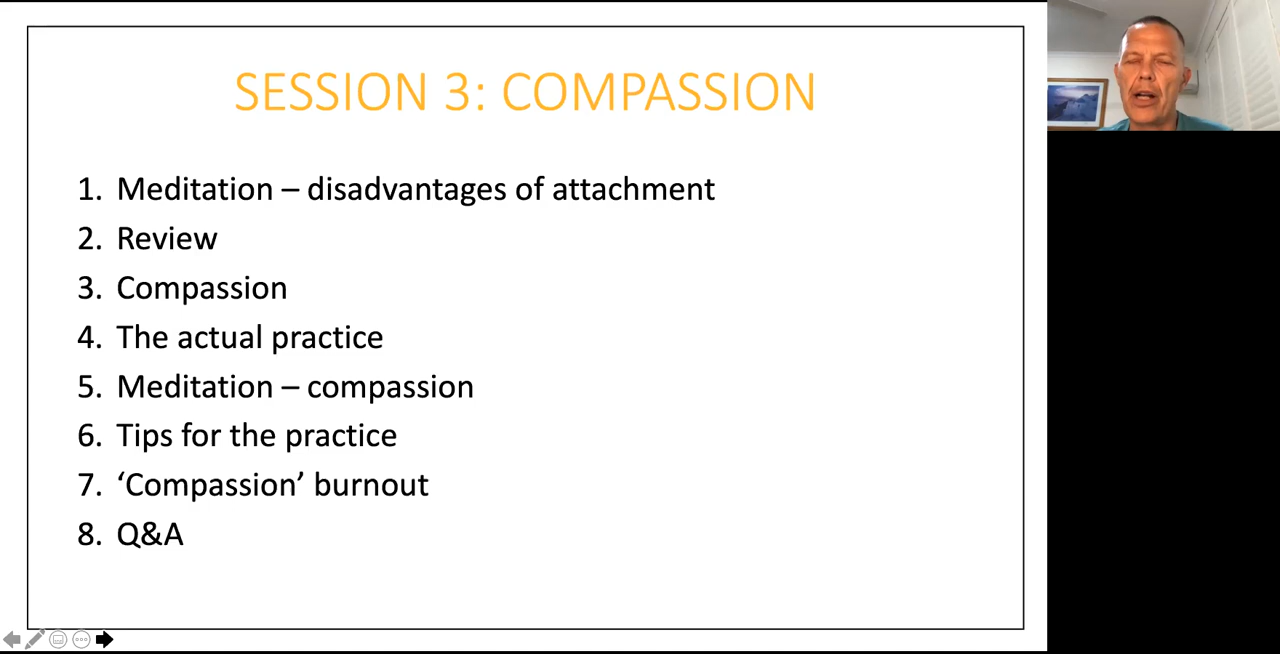 SESSION 3: COMPASSION
1. Meditation – disadvantages of attachment
2. Review
3. Compassion
4. The actual practice
5. Meditation – compassion
6. Tips for the practice
7. ‘Compassion’ burnout
8. Q&A